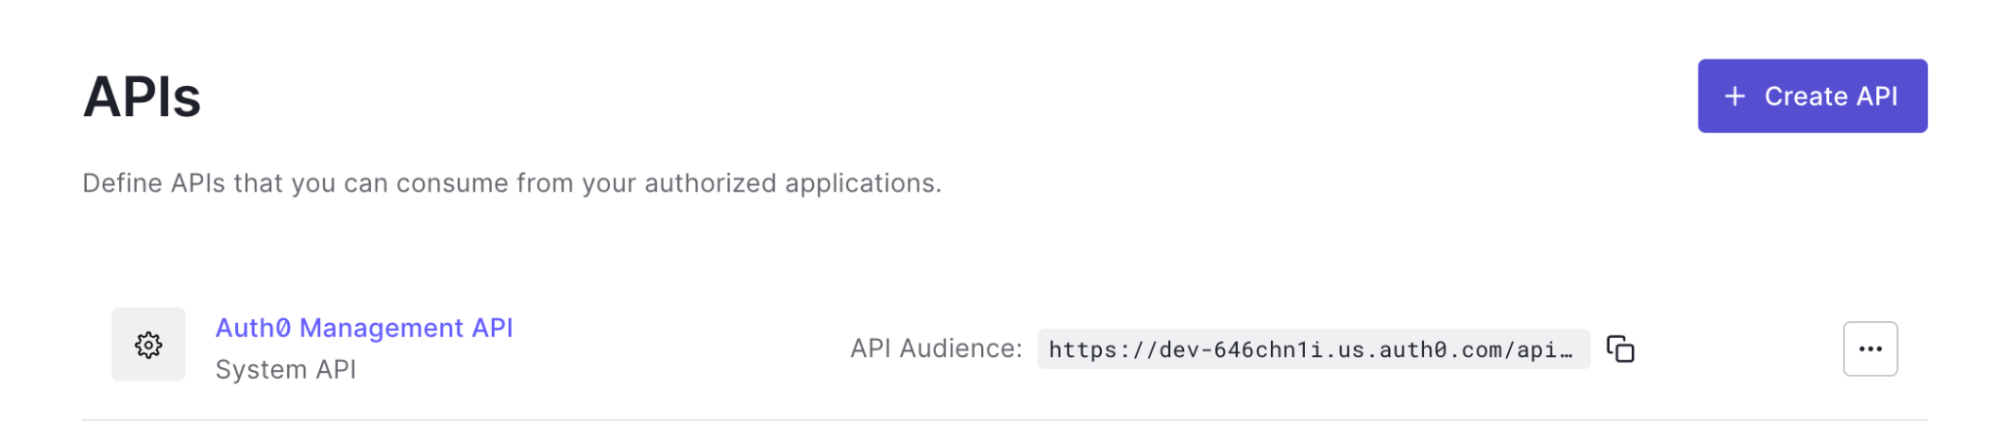 APIs
+ Create API
Define APIs that you can consume from your authorized applications.
Auth0 Management API
System API
API Audience: https://dev-646chn1i.us.auth0.com/api…